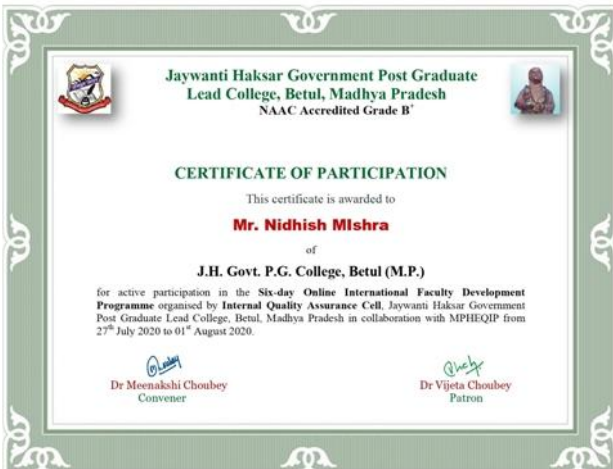 Jaywanti Haksar Government Post Graduate
Lead College, Betul, Madhya Pradesh
NAAC Accredited Grade B+
CERTIFICATE OF PARTICIPATION
This certificate is awarded to
Mr. Nidhish MIshra
of
J.H. Govt. P.G. College, Betul (M.P.)
for active participation in the Six-day Online International Faculty Development
Programme organised by Internal Quality Assurance Cell, Jaywanti Haksar Government
Post Graduate Lead College, Betul, Madhya Pradesh in collaboration with MPHEQIP from
27th July 2020 to 01st August 2020.
Dr Meenakshi Choubey
Convener
Dr Vijeta Choubey
Patron